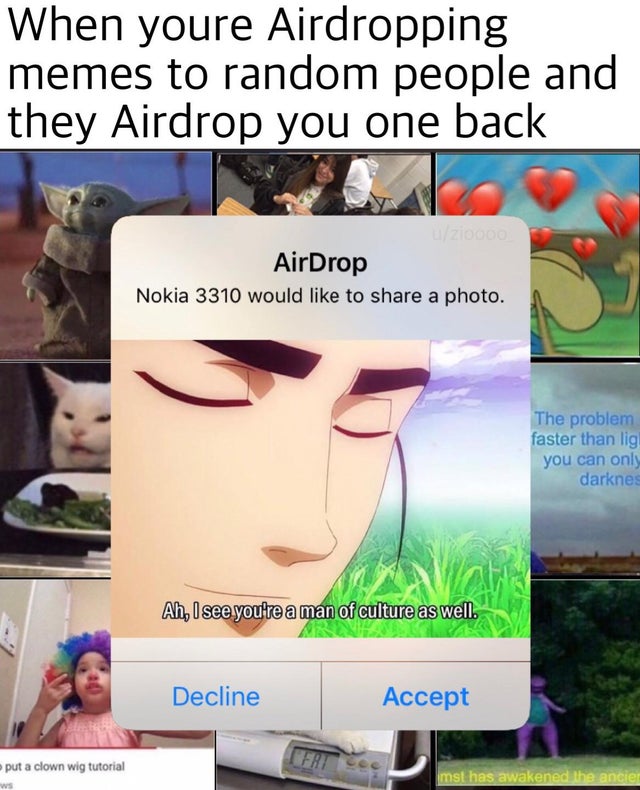 When youre Airdropping
memes to random people and
they Airdrop you one back
u/zioooo_
AirDrop
Nokia 3310 would like to share a photo.
The problem
faster than lig
you can only
darknes
Ah, I see you're a man of culture as well.
Decline
Accept
put a clown wig tutorial
ws
FAT
mst has awakened the ancien